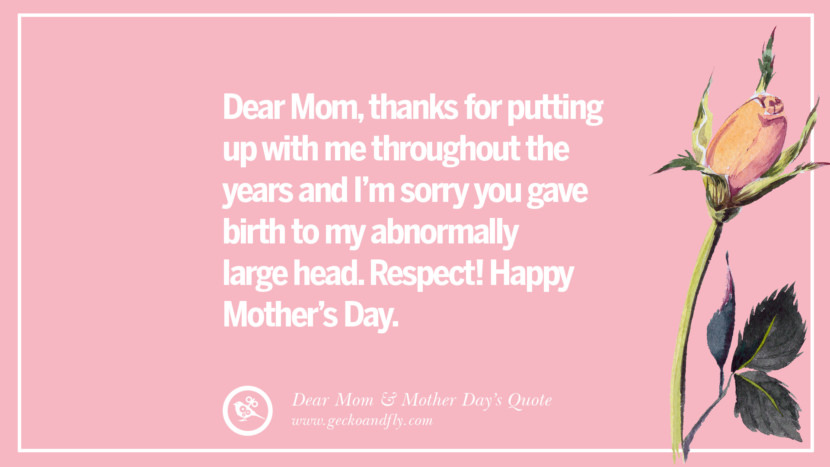 Dear Mom, thanks for putting
up with me throughout the
years and I'm sorry you gave
birth to my abnormally
large head. Respect! Happy
Mother's Day.
Dear Mom & Mother Day's Quote
www.geckoandfly.com